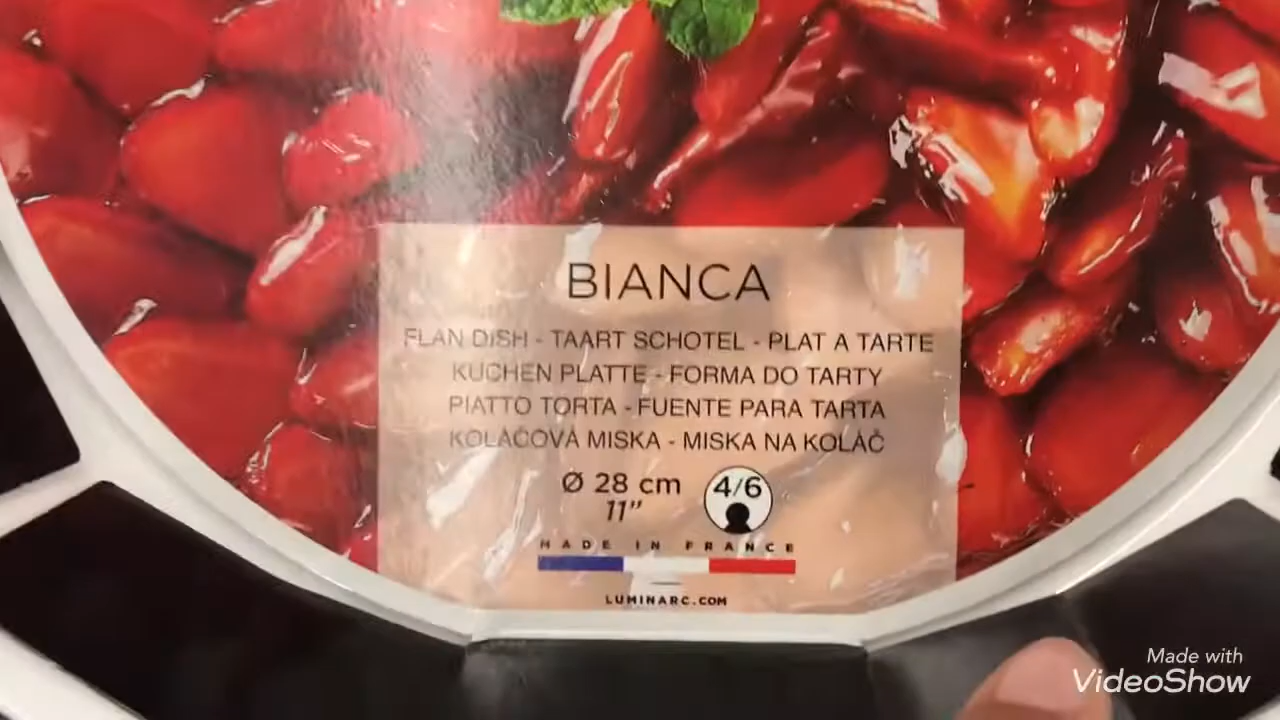 BIANCA
FLAN DISH - TAART SCHOTEL - PLAT A TARTE
KUCHEN PLATTE - FORMA DO TARTY
PIATTO TORTA - FUENTE PARA TARTA
KOLÁČOVÁ MISKA - MISKA NA KOLÁČ
Ø 28 cm 4/6
11"
MADE IN FRANCE
LUMINARC.COM
Made with
VideoShow